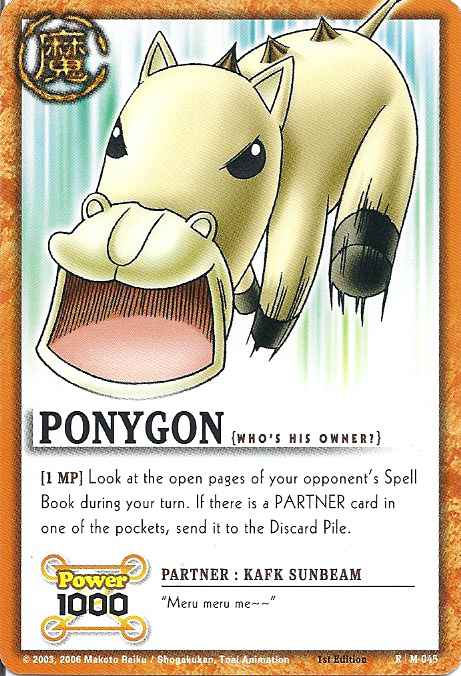 魔
PONYGON {WHO'S HIS OWNER?}
[1 MP] Look at the open pages of your opponent's Spell
Book during your turn. If there is a PARTNER card in
one of the pockets, send it to the Discard Pile.
Power
1000
PARTNER : KAFK SUNBEAM
"Meru meru me~~"
© 2003, 2006 Makoto Raiku / Shogakukan, Toei Animation
1st Edition
R | M-045